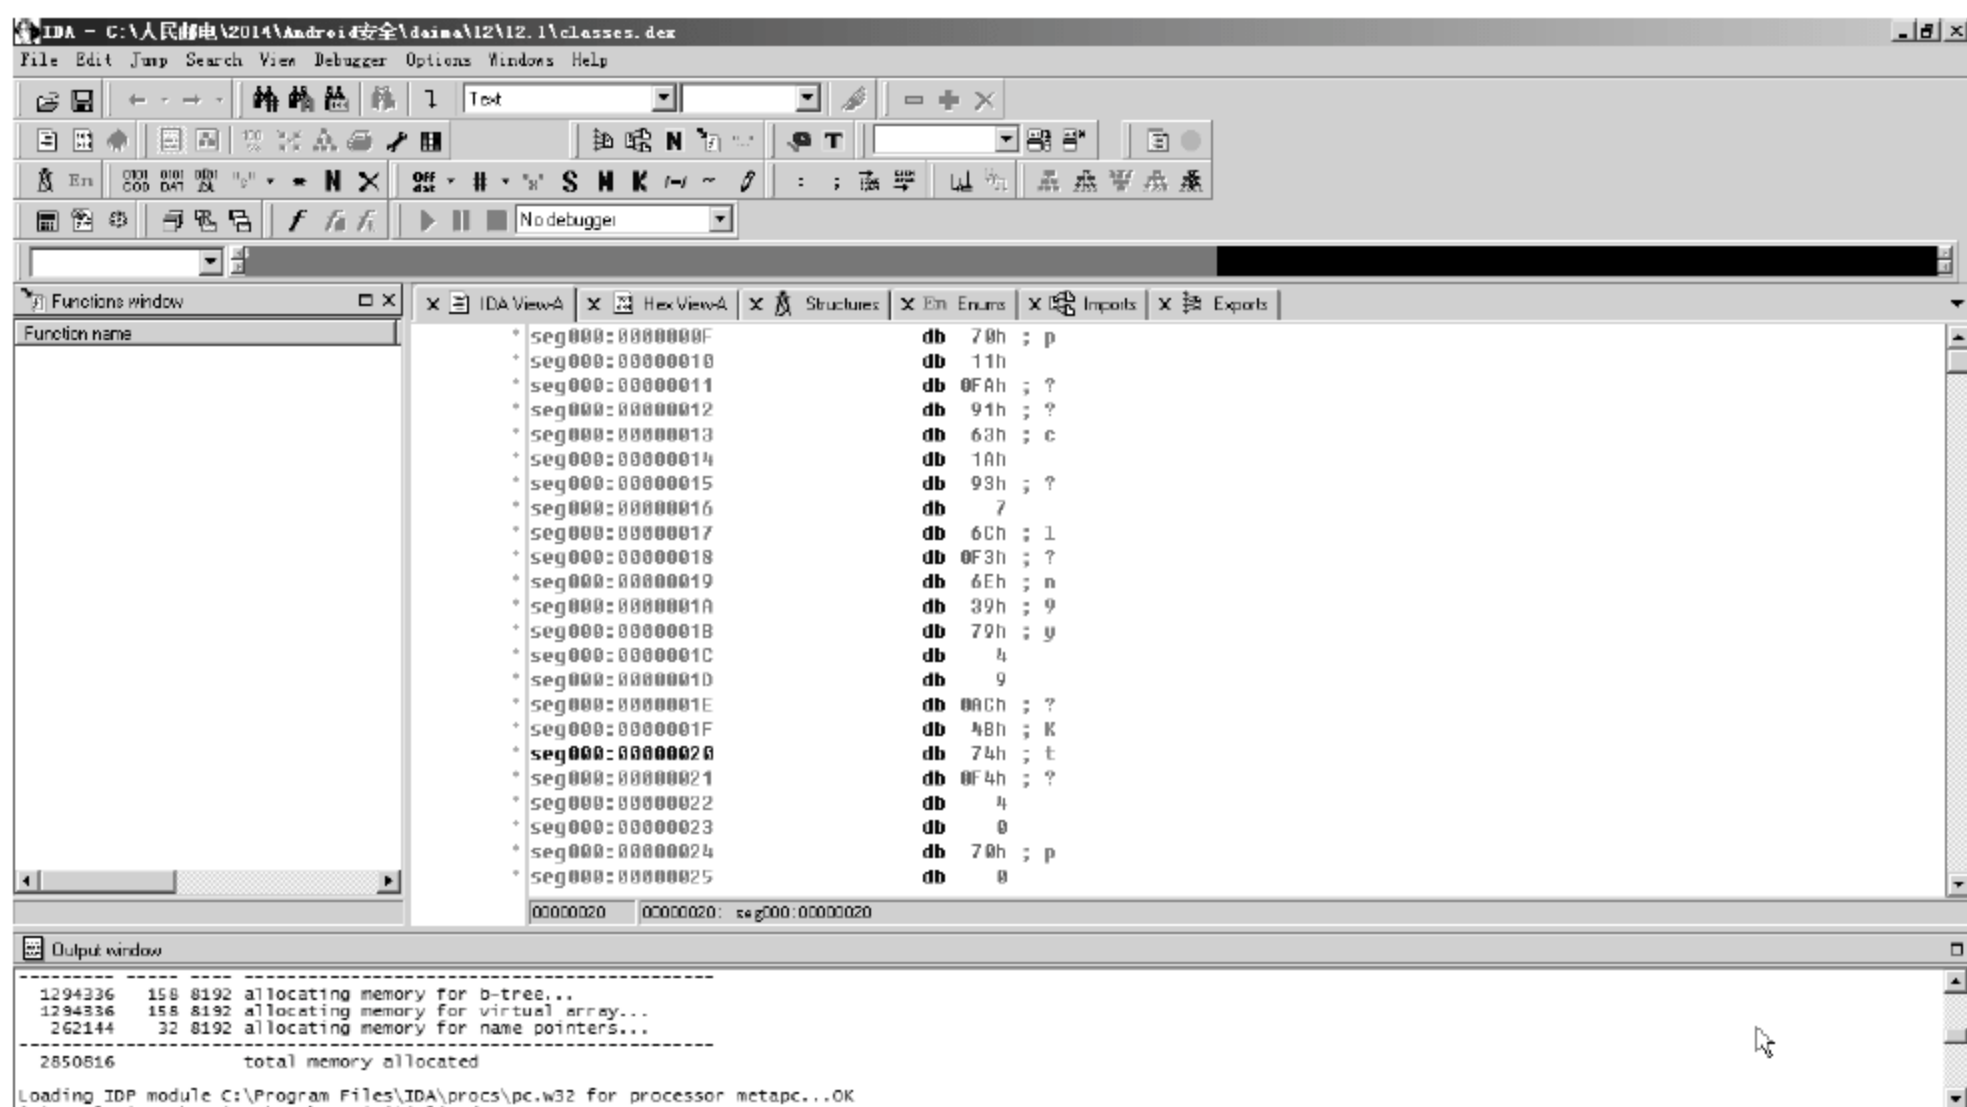 IDA - C:\人民邮电\2014\Android安全\daima\12\12.1\classes.dex
File Edit Jump Search View Debugger Options Windows Help
Text
No debugger
Functions window
Function name
IDA View-A Hex View-A Structures En Enums Imports Exports
seg000:0000000F db 70h ; p
seg000:00000010 db 11h
seg000:00000011 db 0FAh ; ?
seg000:00000012 db 91h ; ?
seg000:00000013 db 63h ; c
seg000:00000014 db 1Ah
seg000:00000015 db 93h ; ?
seg000:00000016 db 7
seg000:00000017 db 6Ch ; l
seg000:00000018 db 0F3h ; ?
seg000:00000019 db 6Eh ; n
seg000:0000001A db 39h ; 9
seg000:0000001B db 79h ; y
seg000:0000001C db 4
seg000:0000001D db 9
seg000:0000001E db 0ACh ; ?
seg000:0000001F db 4Bh ; K
seg000:00000020 db 74h ; t
seg000:00000021 db 0F4h ; ?
seg000:00000022 db 4
seg000:00000023 db 0
seg000:00000024 db 70h ; p
seg000:00000025 db 0
00000020 00000020: seg000:00000020
Output window
1294336 158 8192 allocating memory for b-tree...
1294336 158 8192 allocating memory for virtual array...
262144 32 8192 allocating memory for name pointers...
2850816 total memory allocated
Loading IDP module C:\Program Files\IDA\procs\pc.w32 for processor metapc...OK